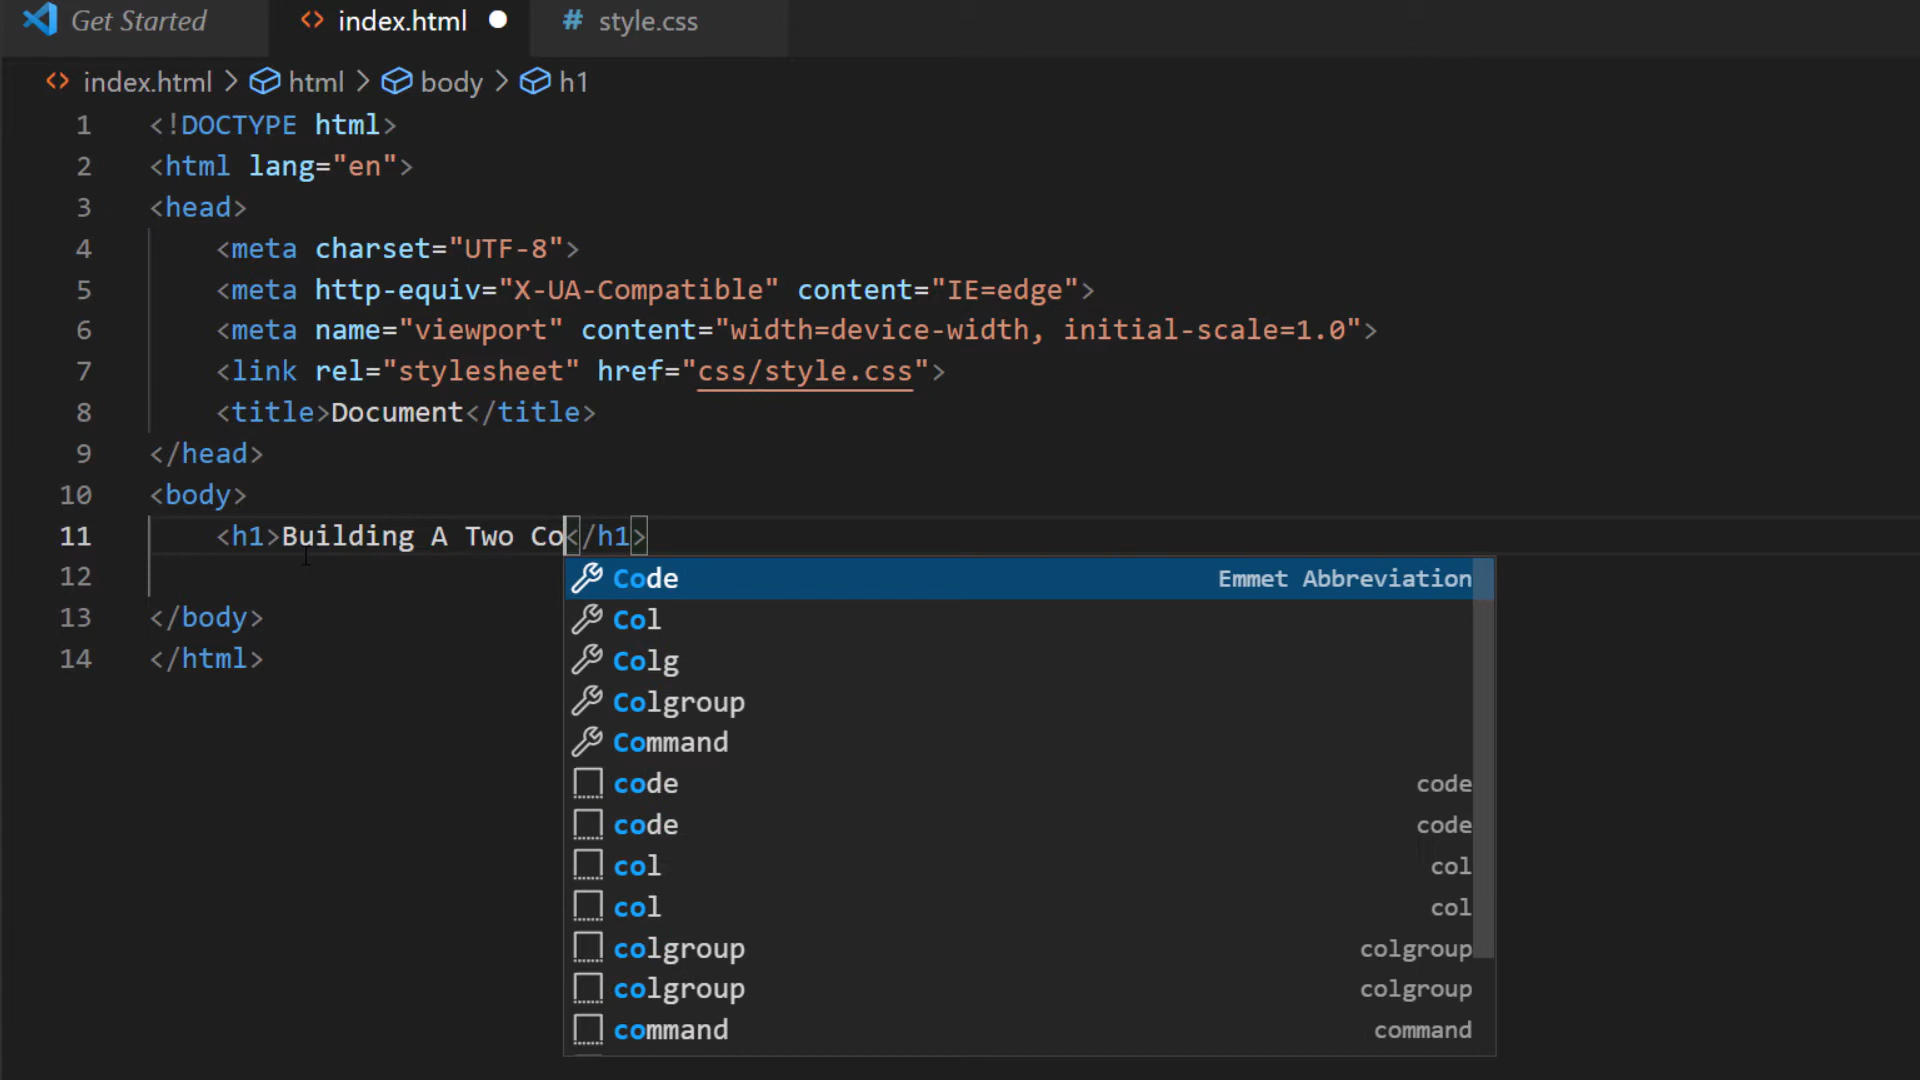 Get Started index.html style.css
index.html > html > body > h1
1 <!DOCTYPE html>
2 <html lang="en">
3 <head>
4 <meta charset="UTF-8">
5 <meta http-equiv="X-UA-Compatible" content="IE=edge">
6 <meta name="viewport" content="width=device-width, initial-scale=1.0">
7 <link rel="stylesheet" href="css/style.css">
8 <title>Document</title>
9 </head>
10 <body>
11 <h1>Building A Two Co</h1>
12
13 </body>
14 </html>
Code Emmet Abbreviation
Col
Colg
Colgroup
Command
code code
code code
col col
col col
colgroup colgroup
colgroup colgroup
command command